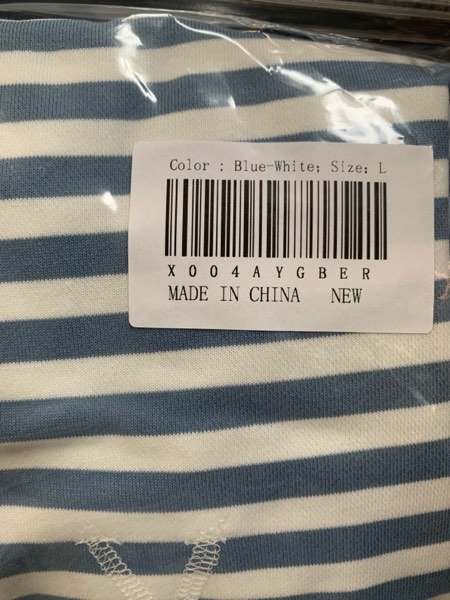 Color : Blue-White; Size: L
X004AYGBER
MADE IN CHINA NEW